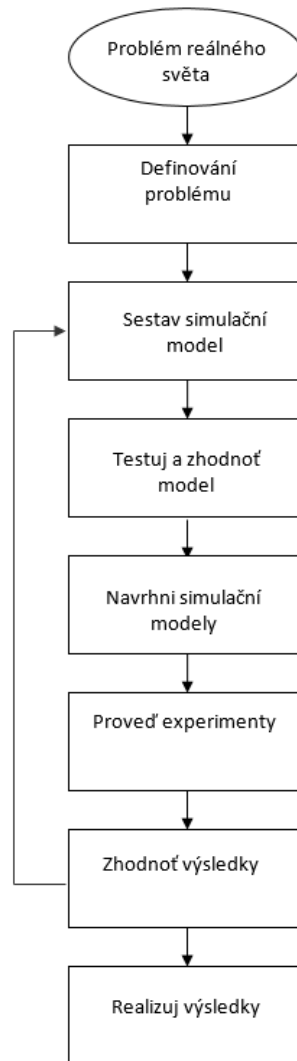 Problém reálného
světa
Definování
problému
Sestav simulační
model
Testuj a zhodnoť
model
Navrhni simulační
modely
Proveď experimenty
Zhodnoť výsledky
Realizuj výsledky